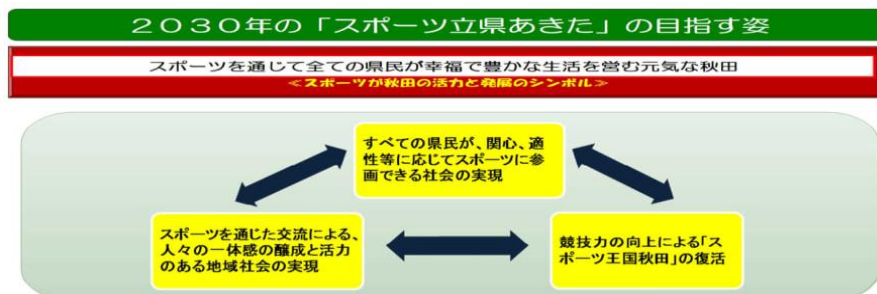 ２０３０年の「スポーツ立県あきた」の目指す姿
スポーツを通じて全ての県民が幸福で豊かな生活を営む元気な秋田
≪スポーツが秋田の活力と発展のシンボル≫
すべての県民が、関心、適
性等に応じてスポーツに参
画できる社会の実現
スポーツを通じた交流による、
人々の一体感の醸成と活力
のある地域社会の実現
競技力の向上による「ス
ポーツ王国秋田」の復活